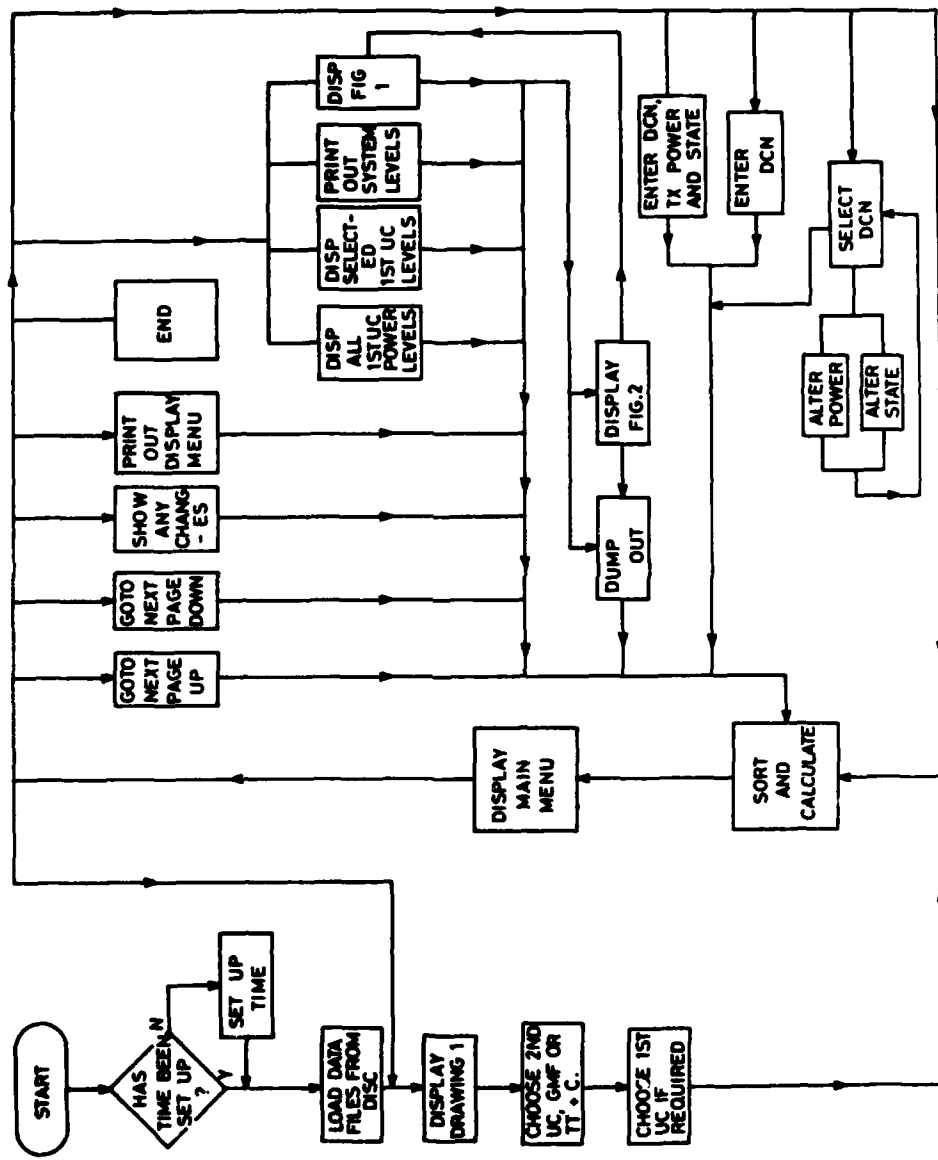 START
HAS
TIME BEEN
SET UP
?
N
Y
SET UP
TIME
LOAD DATA
FILES FROM
DISC
DISPLAY
DRAWING 1
CHOOSE 2ND
UC, GMF OR
TT + C.
CHOOSE 1ST
UC IF
REQUIRED
DISPLAY
MAIN
MENU
SORT
AND
CALCULATE
GOTO
NEXT
PAGE
UP
GOTO
NEXT
PAGE
DOWN
SHOW
ANY
CHANG
- ES
PRINT
OUT
DISPLAY
MENU
END
DISP
ALL
1ST UC
POWER
LEVELS
DISP
SELECT-
ED
1ST UC
LEVELS
PRINT
OUT
SYSTEM
LEVELS
DISP
FIG
1
DUMP
OUT
DISPLAY
FIG.2
ENTER DCN,
TX POWER
AND STATE
ENTER
DCN
SELECT
DCN
ALTER
POWER
ALTER
STATE